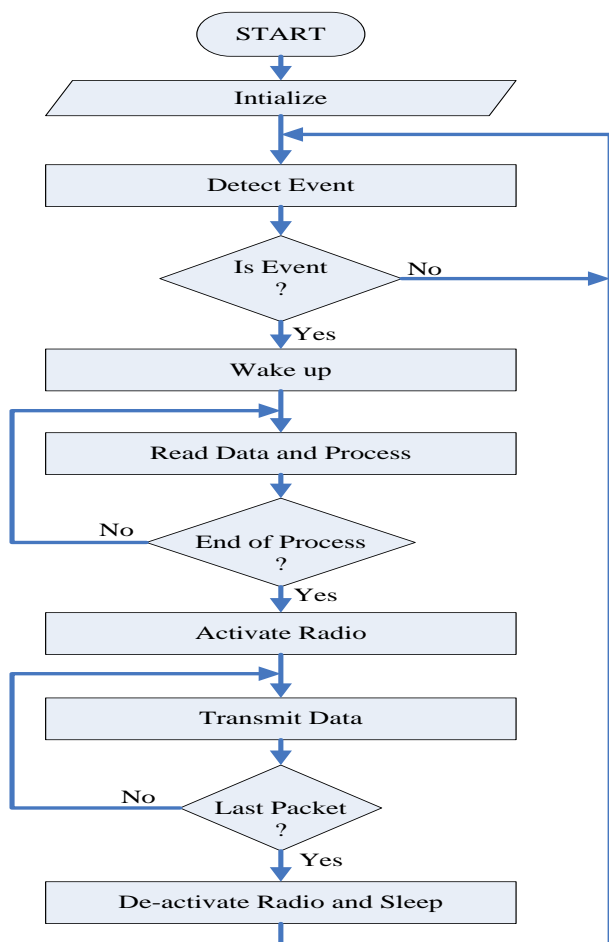 START
Intialize
Detect Event
Is Event
?
No
Yes
Wake up
Read Data and Process
No
End of Process
?
Yes
Activate Radio
Transmit Data
No
Last Packet
?
Yes
De-activate Radio and Sleep